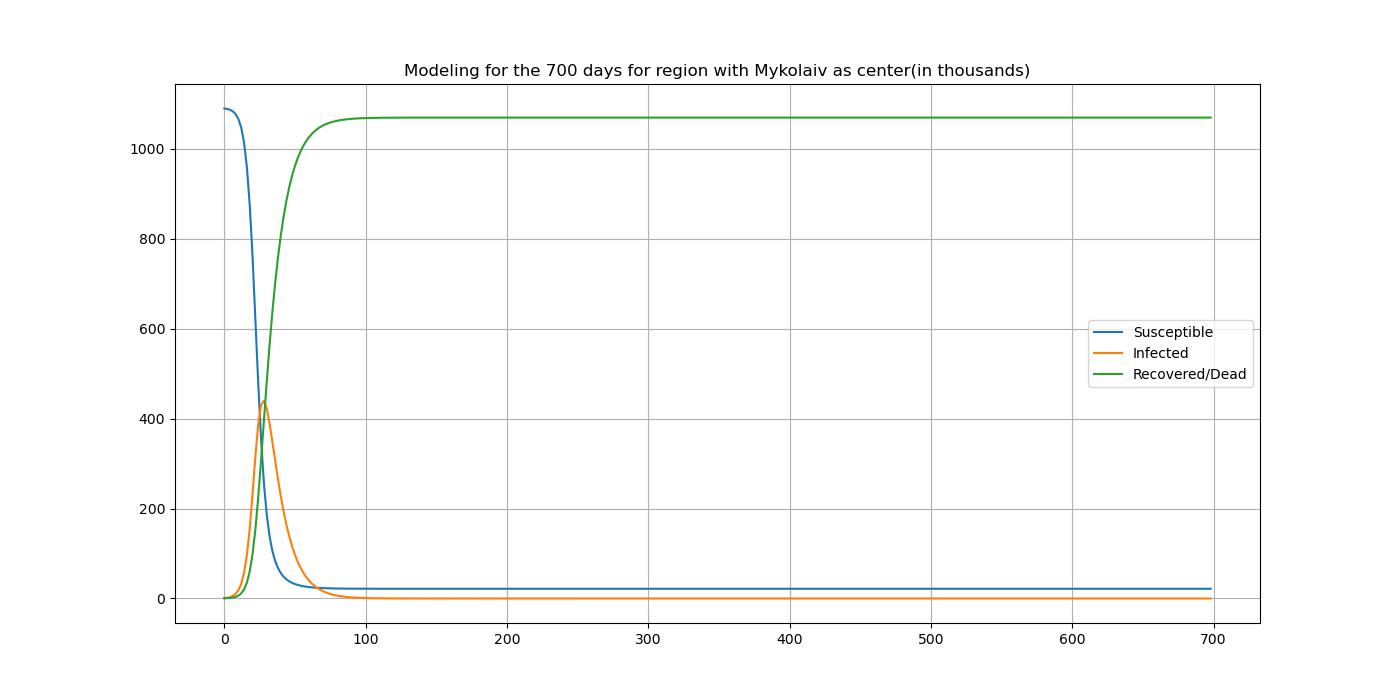 Modeling for the 700 days for region with Mykolaiv as center(in thousands)
1000
800
600
400
200
0
Susceptible
Infected
Recovered/Dead
0 100 200 300 400 500 600 700